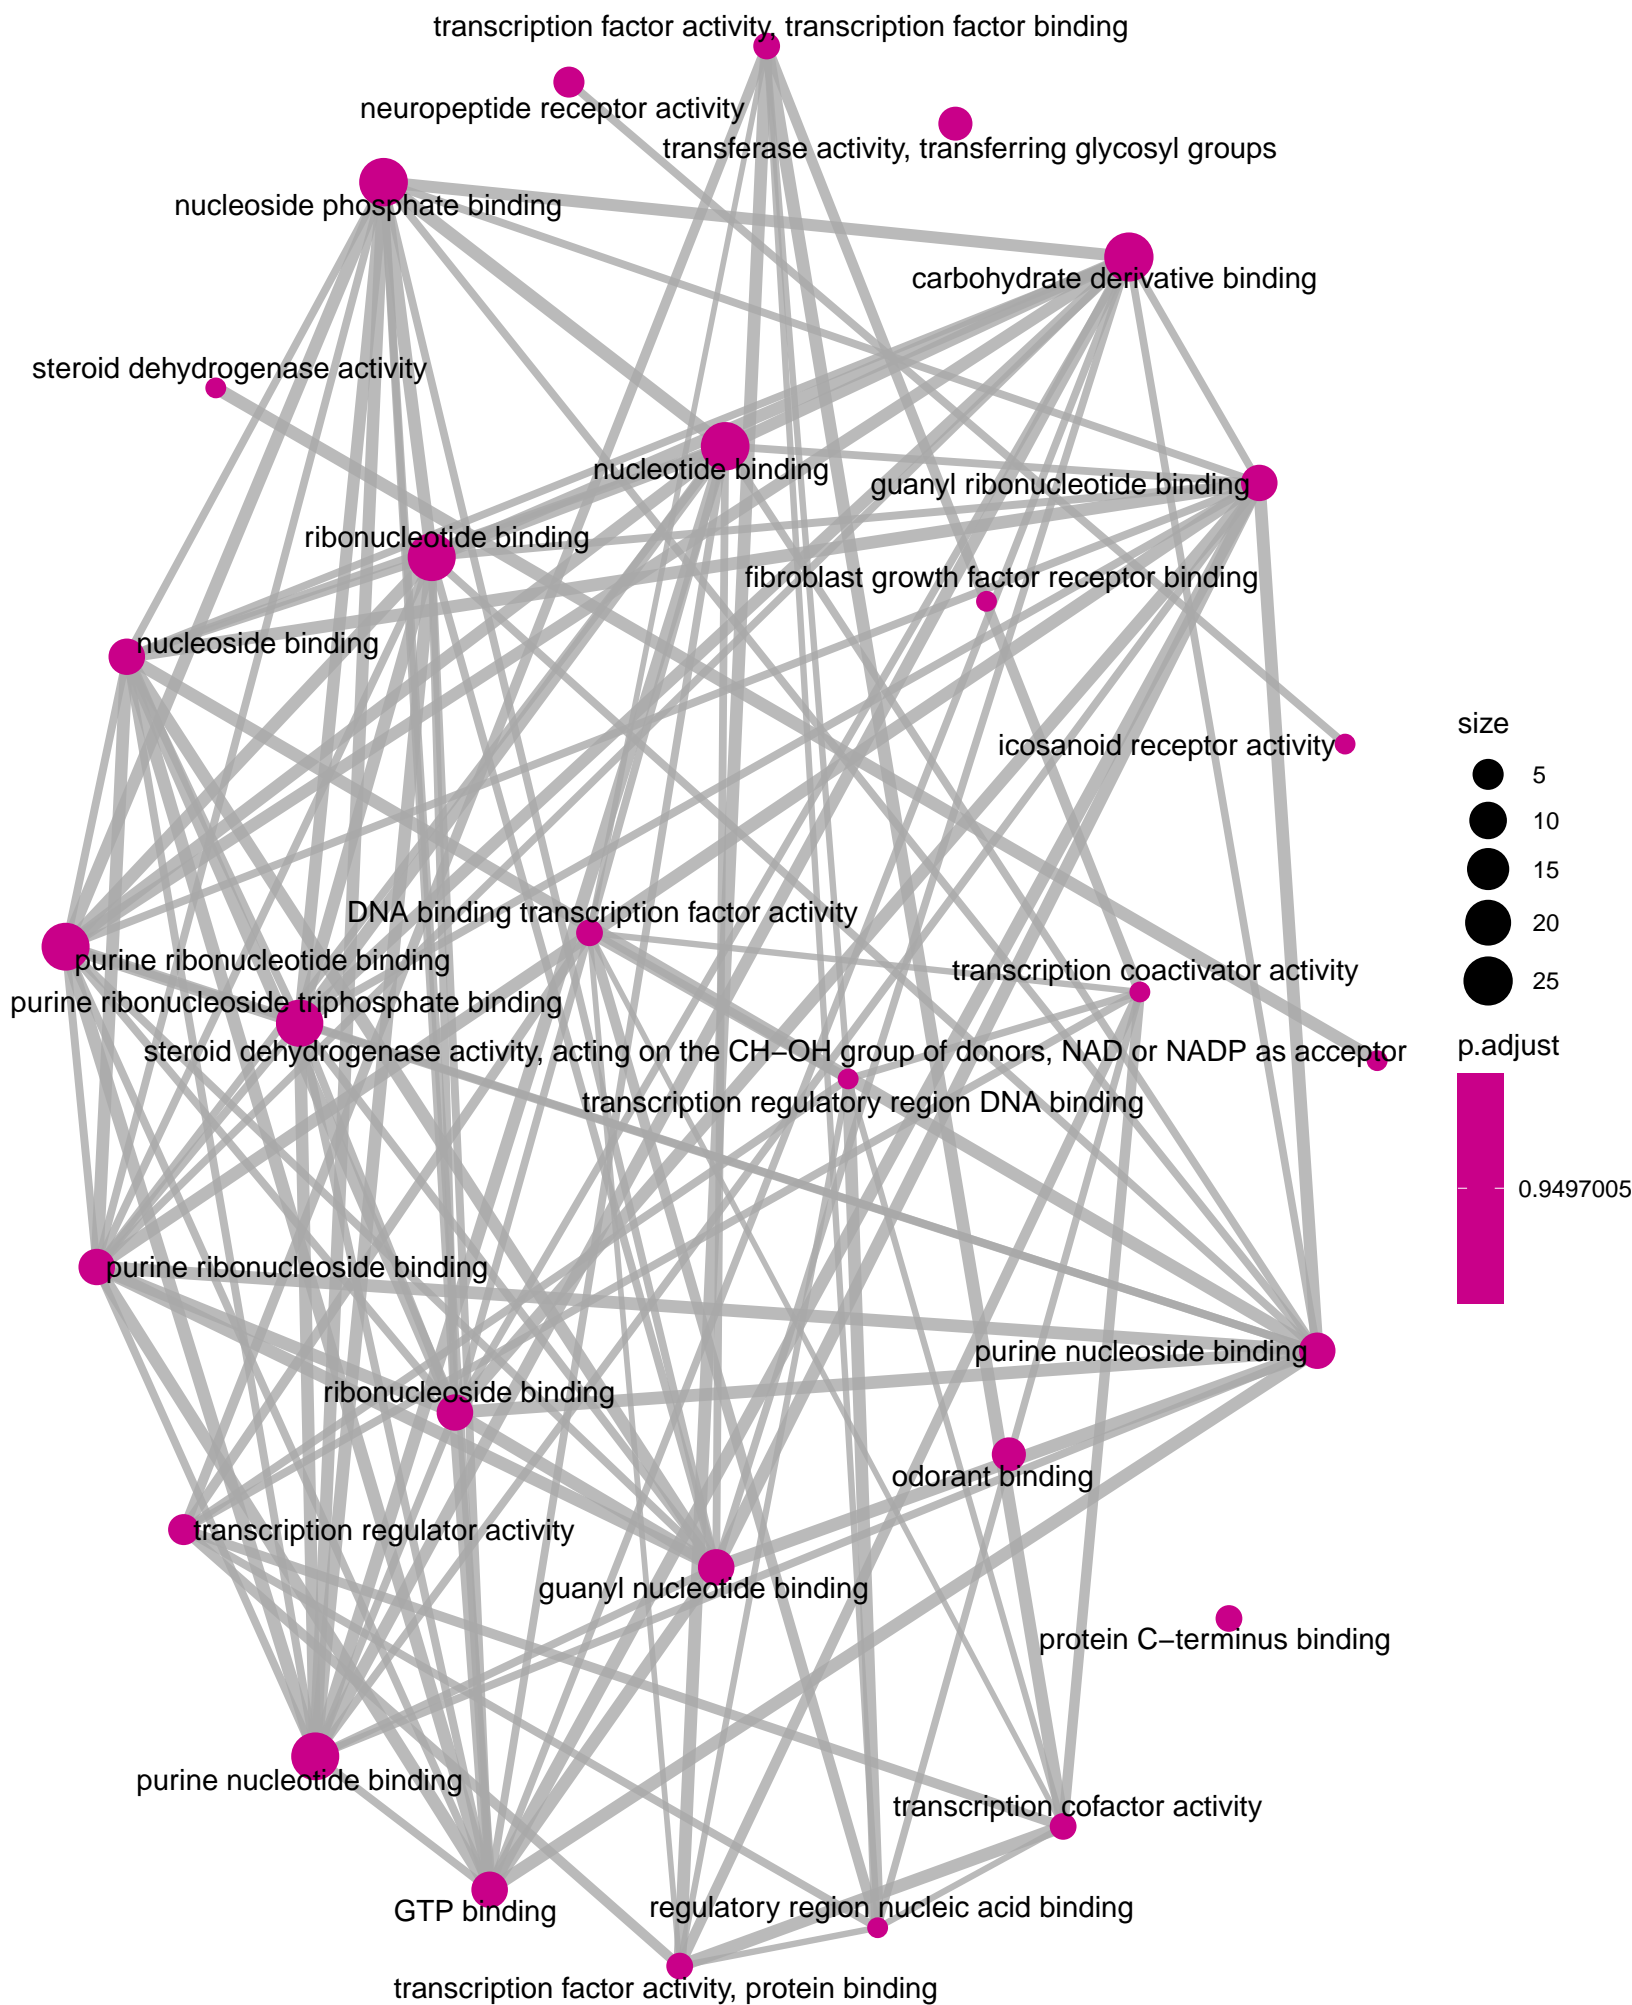 transcription factor activity, transcription factor binding
neuropeptide receptor activity
transferase activity, transferring glycosyl groups
nucleoside phosphate binding
carbohydrate derivative binding
steroid dehydrogenase activity
nucleotide binding
guanyl ribonucleotide binding
ribonucleotide binding
fibroblast growth factor receptor binding
nucleoside binding
size
icosanoid receptor activity
5
10
15
20
25
DNA binding transcription factor activity
purine ribonucleotide binding
transcription coactivator activity
purine ribonucleoside triphosphate binding
steroid dehydrogenase activity, acting on the CH−OH group of donors, NAD or NADP as acceptor
p.adjust
transcription regulatory region DNA binding
0.9497005
purine ribonucleoside binding
purine nucleoside binding
ribonucleoside binding
odorant binding
transcription regulator activity
guanyl nucleotide binding
protein C−terminus binding
purine nucleotide binding
transcription cofactor activity
GTP binding
regulatory region nucleic acid binding
transcription factor activity, protein binding